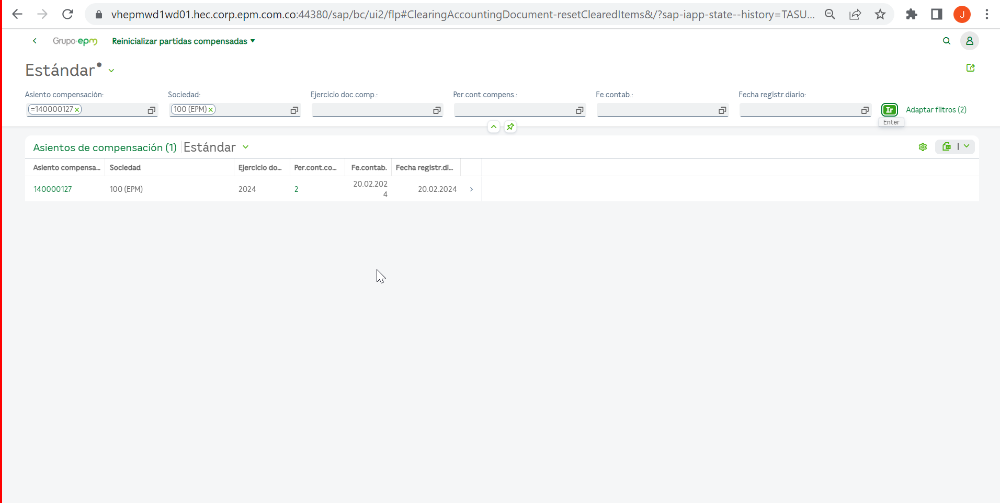 vhepmwd1wd01.hec.corp.epm.com.co:44380/sap/bc/ui2/flp#ClearingAccountingDocument-resetClearedItems&/?sap-iapp-state--history=TASU...
J
Grupo·epm Reinicializar partidas compensadas
Estándar
Asiento compensación: Sociedad: Ejercicio doc.comp.: Per.cont.compens.: Fe.contab.: Fecha registr.diario:
=140000127 100 (EPM) Ir Adaptar filtros (2)
Enter
Asientos de compensación (1) Estándar
Asiento compensa... Sociedad Ejercicio do... Per.cont.co... Fe.contab. Fecha registr.di...
140000127 100 (EPM) 2024 2 20.02.202 20.02.2024
4